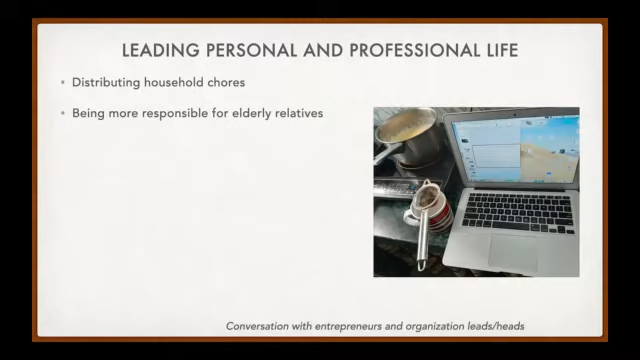 LEADING PERSONAL AND PROFESSIONAL LIFE
• Distributing household chores
• Being more responsible for elderly relatives
Conversation with entrepreneurs and organization leads/heads